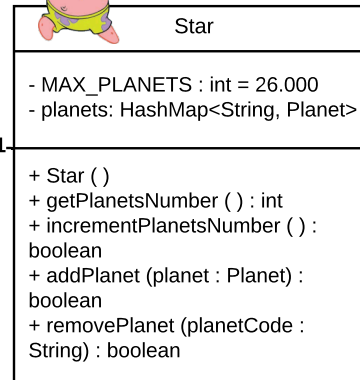 Star
- MAX_PLANETS : int = 26.000
- planets: HashMap<String, Planet>
1
+ Star ( )
+ getPlanetsNumber ( ) : int
+ incrementPlanetsNumber ( ) :
boolean
+ addPlanet (planet : Planet) :
boolean
+ removePlanet (planetCode :
String) : boolean